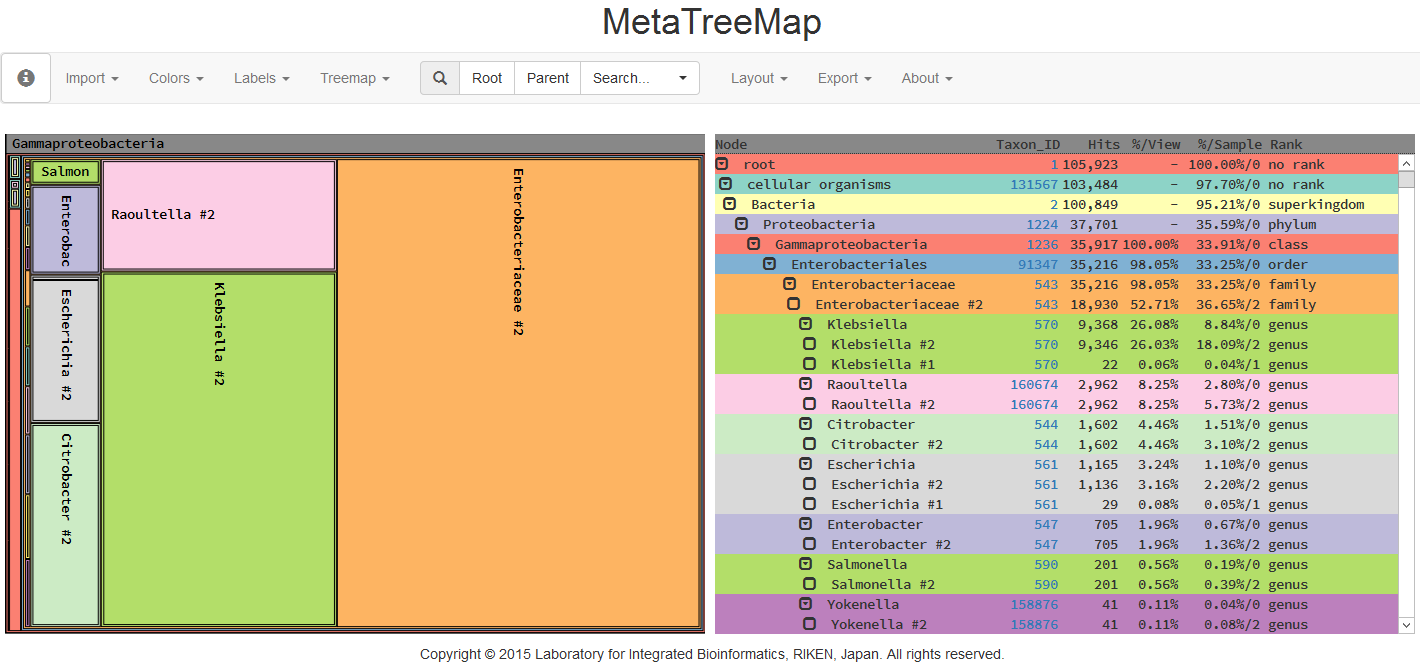 MetaTreeMap
Import Colors Labels Treemap Root Parent Search... Layout Export About
Gammaproteobacteria
Salmon
Enterobac
Escherichia #2
Citrobacter #2
Raoultella #2
Klebsiella #2
Enterobacteriaceae #2
Node Taxon_ID Hits %/View %/Sample Rank
root 1 105,923 - 100.00%/0 no rank
cellular organisms 131567 103,484 - 97.70%/0 no rank
Bacteria 2 100,849 - 95.21%/0 superkingdom
Proteobacteria 1224 37,701 - 35.59%/0 phylum
Gammaproteobacteria 1236 35,917 100.00% 33.91%/0 class
Enterobacteriales 91347 35,216 98.05% 33.25%/0 order
Enterobacteriaceae 543 35,216 98.05% 33.25%/0 family
Enterobacteriaceae #2 543 18,930 52.71% 36.65%/2 family
Klebsiella 570 9,368 26.08% 8.84%/0 genus
Klebsiella #2 570 9,346 26.03% 18.09%/2 genus
Klebsiella #1 570 22 0.06% 0.04%/1 genus
Raoultella 160674 2,962 8.25% 2.80%/0 genus
Raoultella #2 160674 2,962 8.25% 5.73%/2 genus
Citrobacter 544 1,602 4.46% 1.51%/0 genus
Citrobacter #2 544 1,602 4.46% 3.10%/2 genus
Escherichia 561 1,165 3.24% 1.10%/0 genus
Escherichia #2 561 1,136 3.16% 2.20%/2 genus
Escherichia #1 561 29 0.08% 0.05%/1 genus
Enterobacter 547 705 1.96% 0.67%/0 genus
Enterobacter #2 547 705 1.96% 1.36%/2 genus
Salmonella 590 201 0.56% 0.19%/0 genus
Salmonella #2 590 201 0.56% 0.39%/2 genus
Yokenella 158876 41 0.11% 0.04%/0 genus
Yokenella #2 158876 41 0.11% 0.08%/2 genus
Copyright © 2015 Laboratory for Integrated Bioinformatics, RIKEN, Japan. All rights reserved.